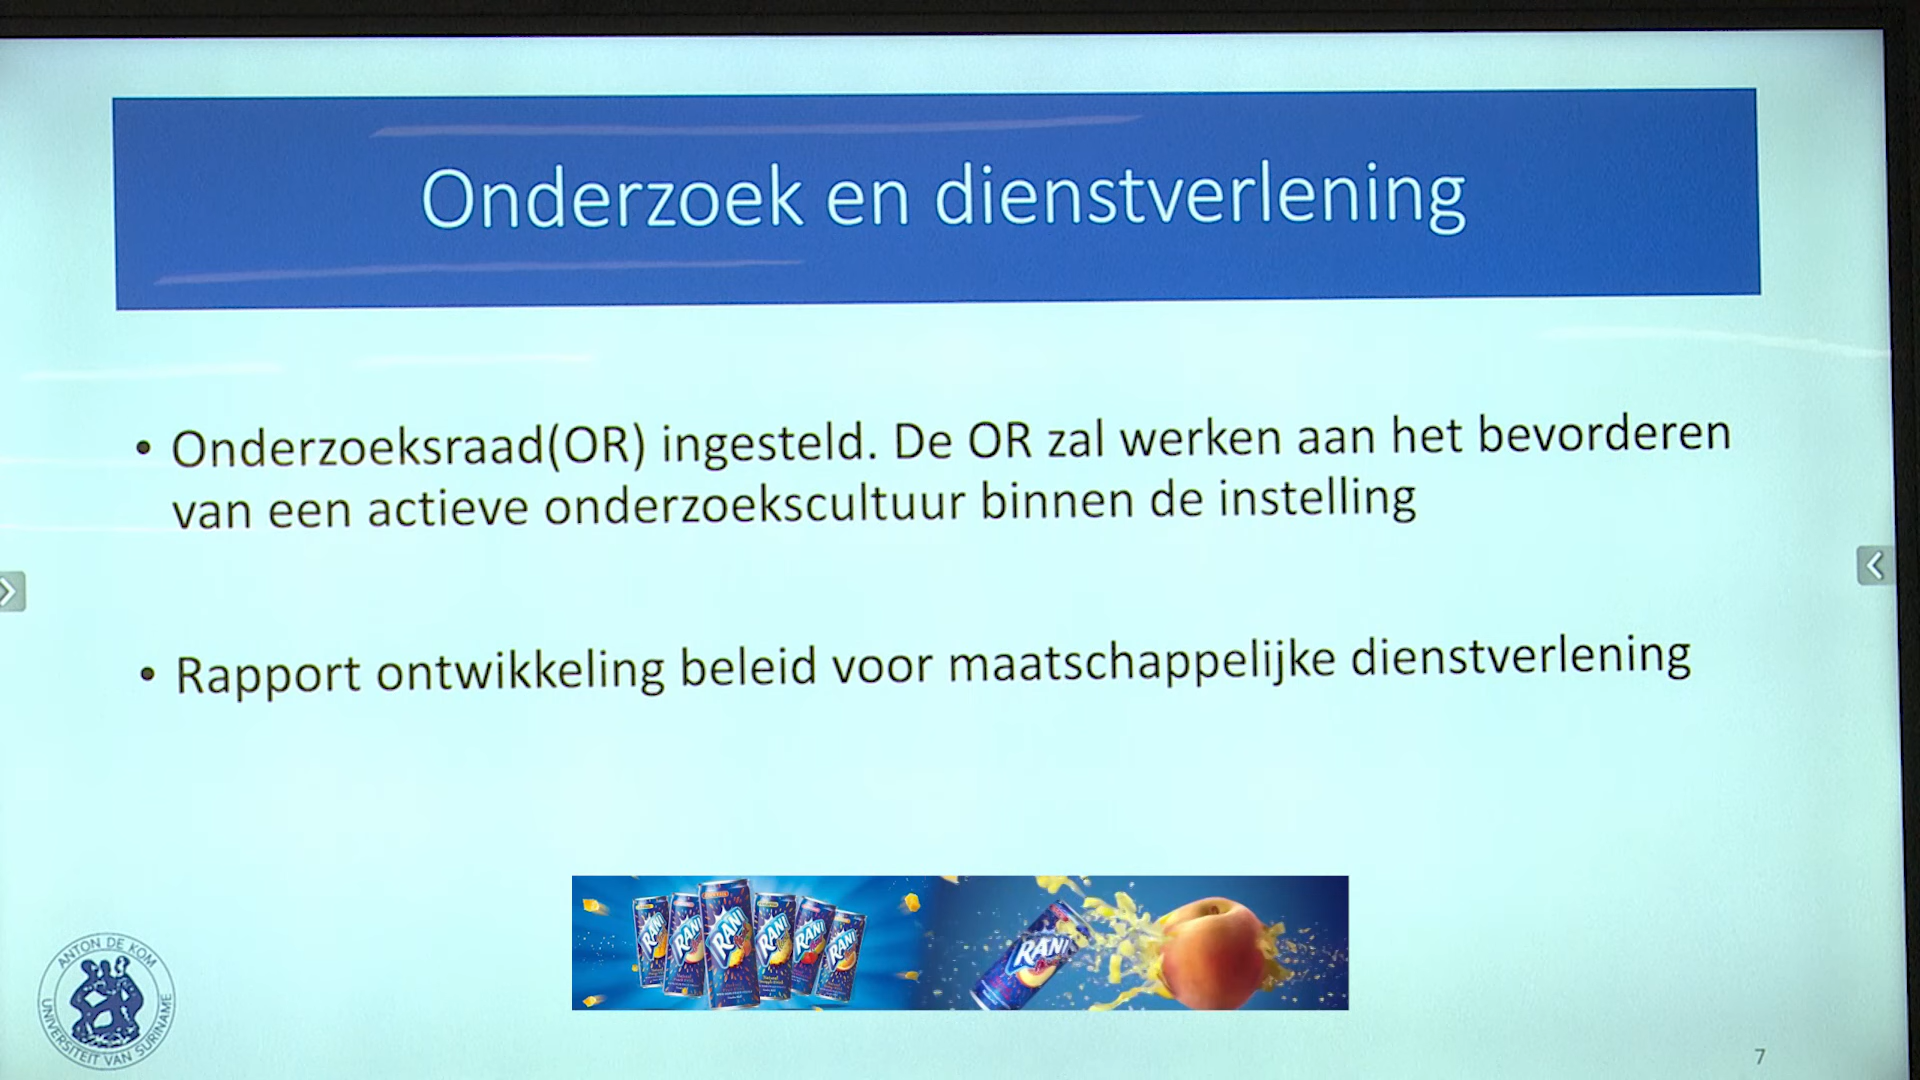 Onderzoek en dienstverlening
• Onderzoeksraad(OR) ingesteld. De OR zal werken aan het bevorderen
van een actieve onderzoekscultuur binnen de instelling
• Rapport ontwikkeling beleid voor maatschappelijke dienstverlening
RANI
RANI
RANI
RANI
RANI
RANI
RANI
ANTON DE KOM
UNIVERSITEIT VAN SURINAME
7